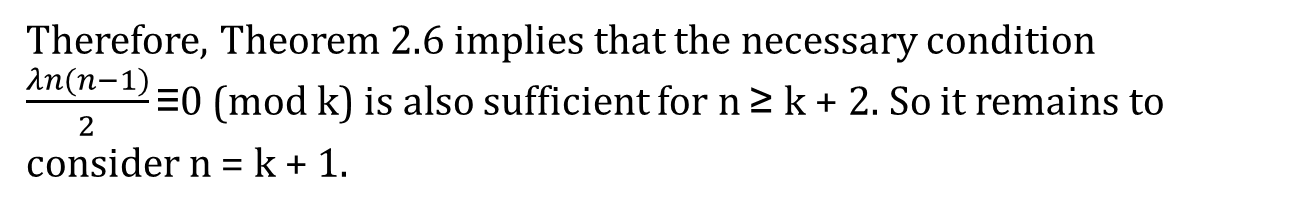 Therefore, Theorem 2.6 implies that the necessary condition
λn(n−1)/2 ≡0 (mod k) is also sufficient for n ≥ k + 2. So it remains to
consider n = k + 1.